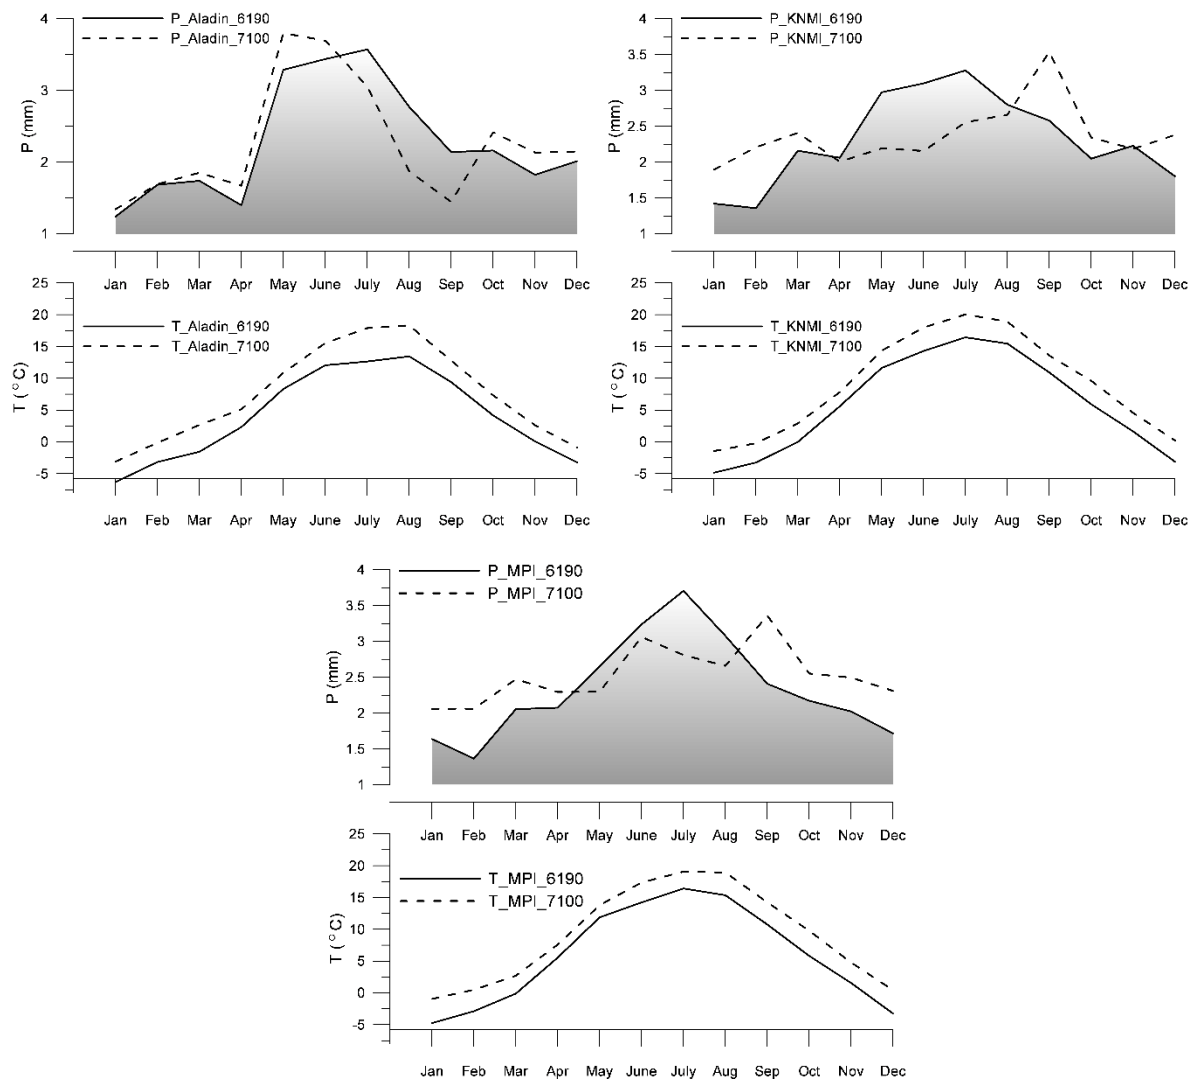 P_Aladin_6190
P_Aladin_7100
4
3
2
1
P (mm)
Jan Feb Mar Apr May June July Aug Sep Oct Nov Dec
T_Aladin_6190
T_Aladin_7100
25
20
15
10
5
0
-5
T (°C)
Jan Feb Mar Apr May June July Aug Sep Oct Nov Dec
P_KNMI_6190
P_KNMI_7100
4
3.5
3
2.5
2
1.5
1
P (mm)
Jan Feb Mar Apr May June July Aug Sep Oct Nov Dec
T_KNMI_6190
T_KNMI_7100
25
20
15
10
5
0
-5
T (°C)
Jan Feb Mar Apr May June July Aug Sep Oct Nov Dec
P_MPI_6190
P_MPI_7100
4
3.5
3
2.5
2
1.5
1
P (mm)
Jan Feb Mar Apr May June July Aug Sep Oct Nov Dec
T_MPI_6190
T_MPI_7100
25
20
15
10
5
0
-5
T (°C)
Jan Feb Mar Apr May June July Aug Sep Oct Nov Dec